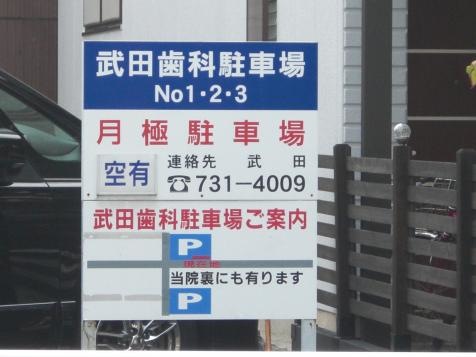 武田歯科駐車場
No1・2・3
月極駐車場
空有
連絡先 武田
☎731-4009
武田歯科駐車場ご案内
P
現在地
当院裏にも有ります
P